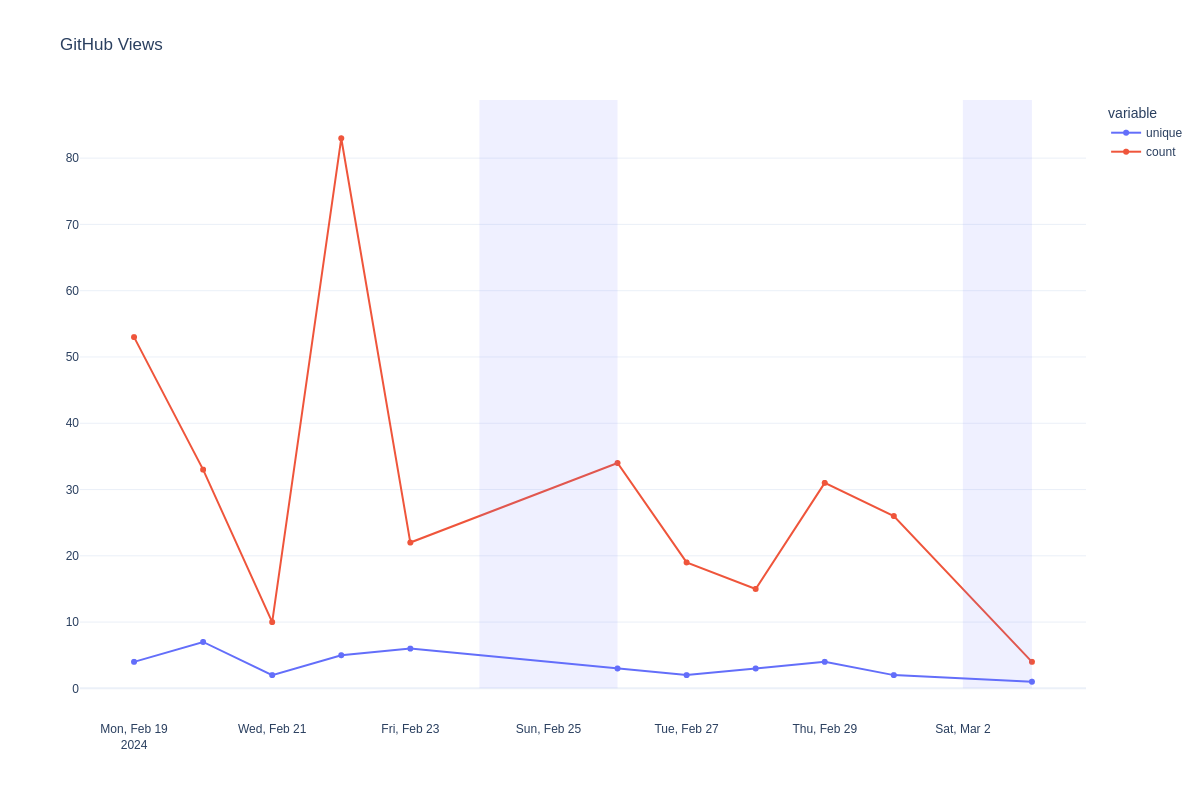 GitHub Views
variable
unique
count
80
70
60
50
40
30
20
10
0
Mon, Feb 19
2024
Wed, Feb 21
Fri, Feb 23
Sun, Feb 25
Tue, Feb 27
Thu, Feb 29
Sat, Mar 2